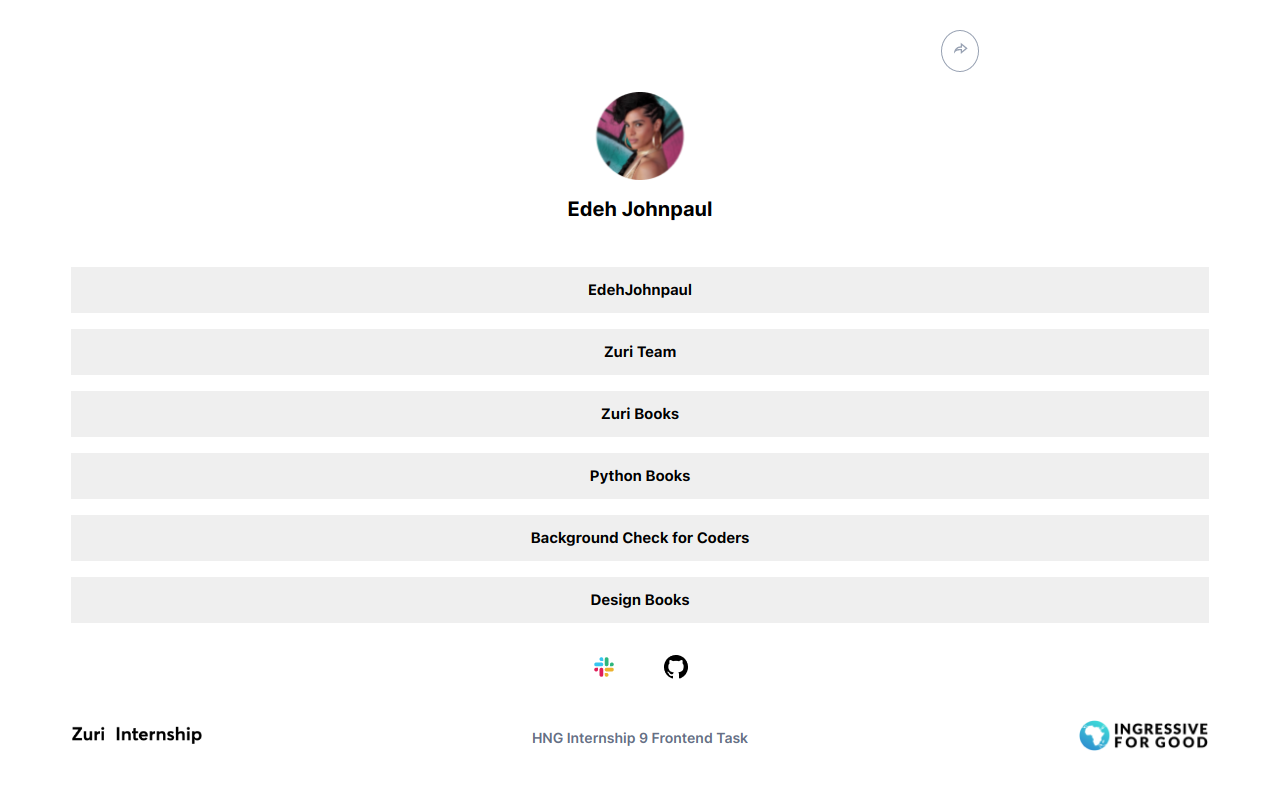 Edeh Johnpaul
EdehJohnpaul
Zuri Team
Zuri Books
Python Books
Background Check for Coders
Design Books
Zuri Internship
HNG Internship 9 Frontend Task
INGRESSIVE
FOR GOOD